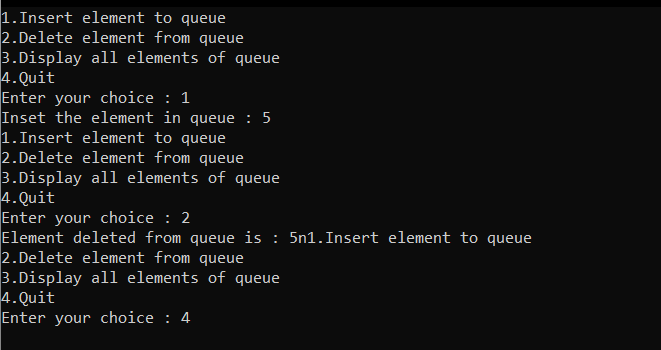 1.Insert element to queue
2.Delete element from queue
3.Display all elements of queue
4.Quit
Enter your choice : 1
Inset the element in queue : 5
1.Insert element to queue
2.Delete element from queue
3.Display all elements of queue
4.Quit
Enter your choice : 2
Element deleted from queue is : 5n1.Insert element to queue
2.Delete element from queue
3.Display all elements of queue
4.Quit
Enter your choice : 4